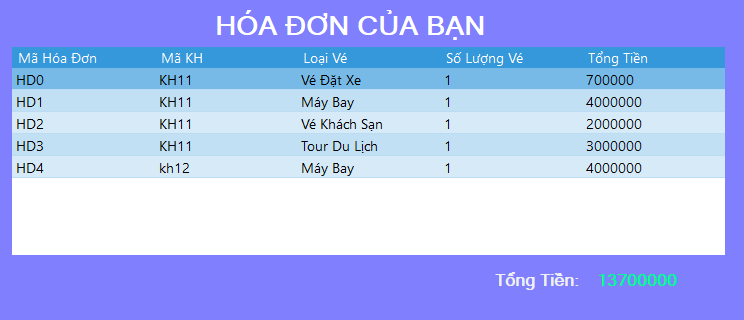 HÓA ĐƠN CỦA BẠN
Mã Hóa Đơn Mã KH Loại Vé Số Lượng Vé Tổng Tiền
HD0 KH11 Vé Đặt Xe 1 700000
HD1 KH11 Máy Bay 1 4000000
HD2 KH11 Vé Khách Sạn 1 2000000
HD3 KH11 Tour Du Lịch 1 3000000
HD4 kh12 Máy Bay 1 4000000
Tổng Tiền: 13700000